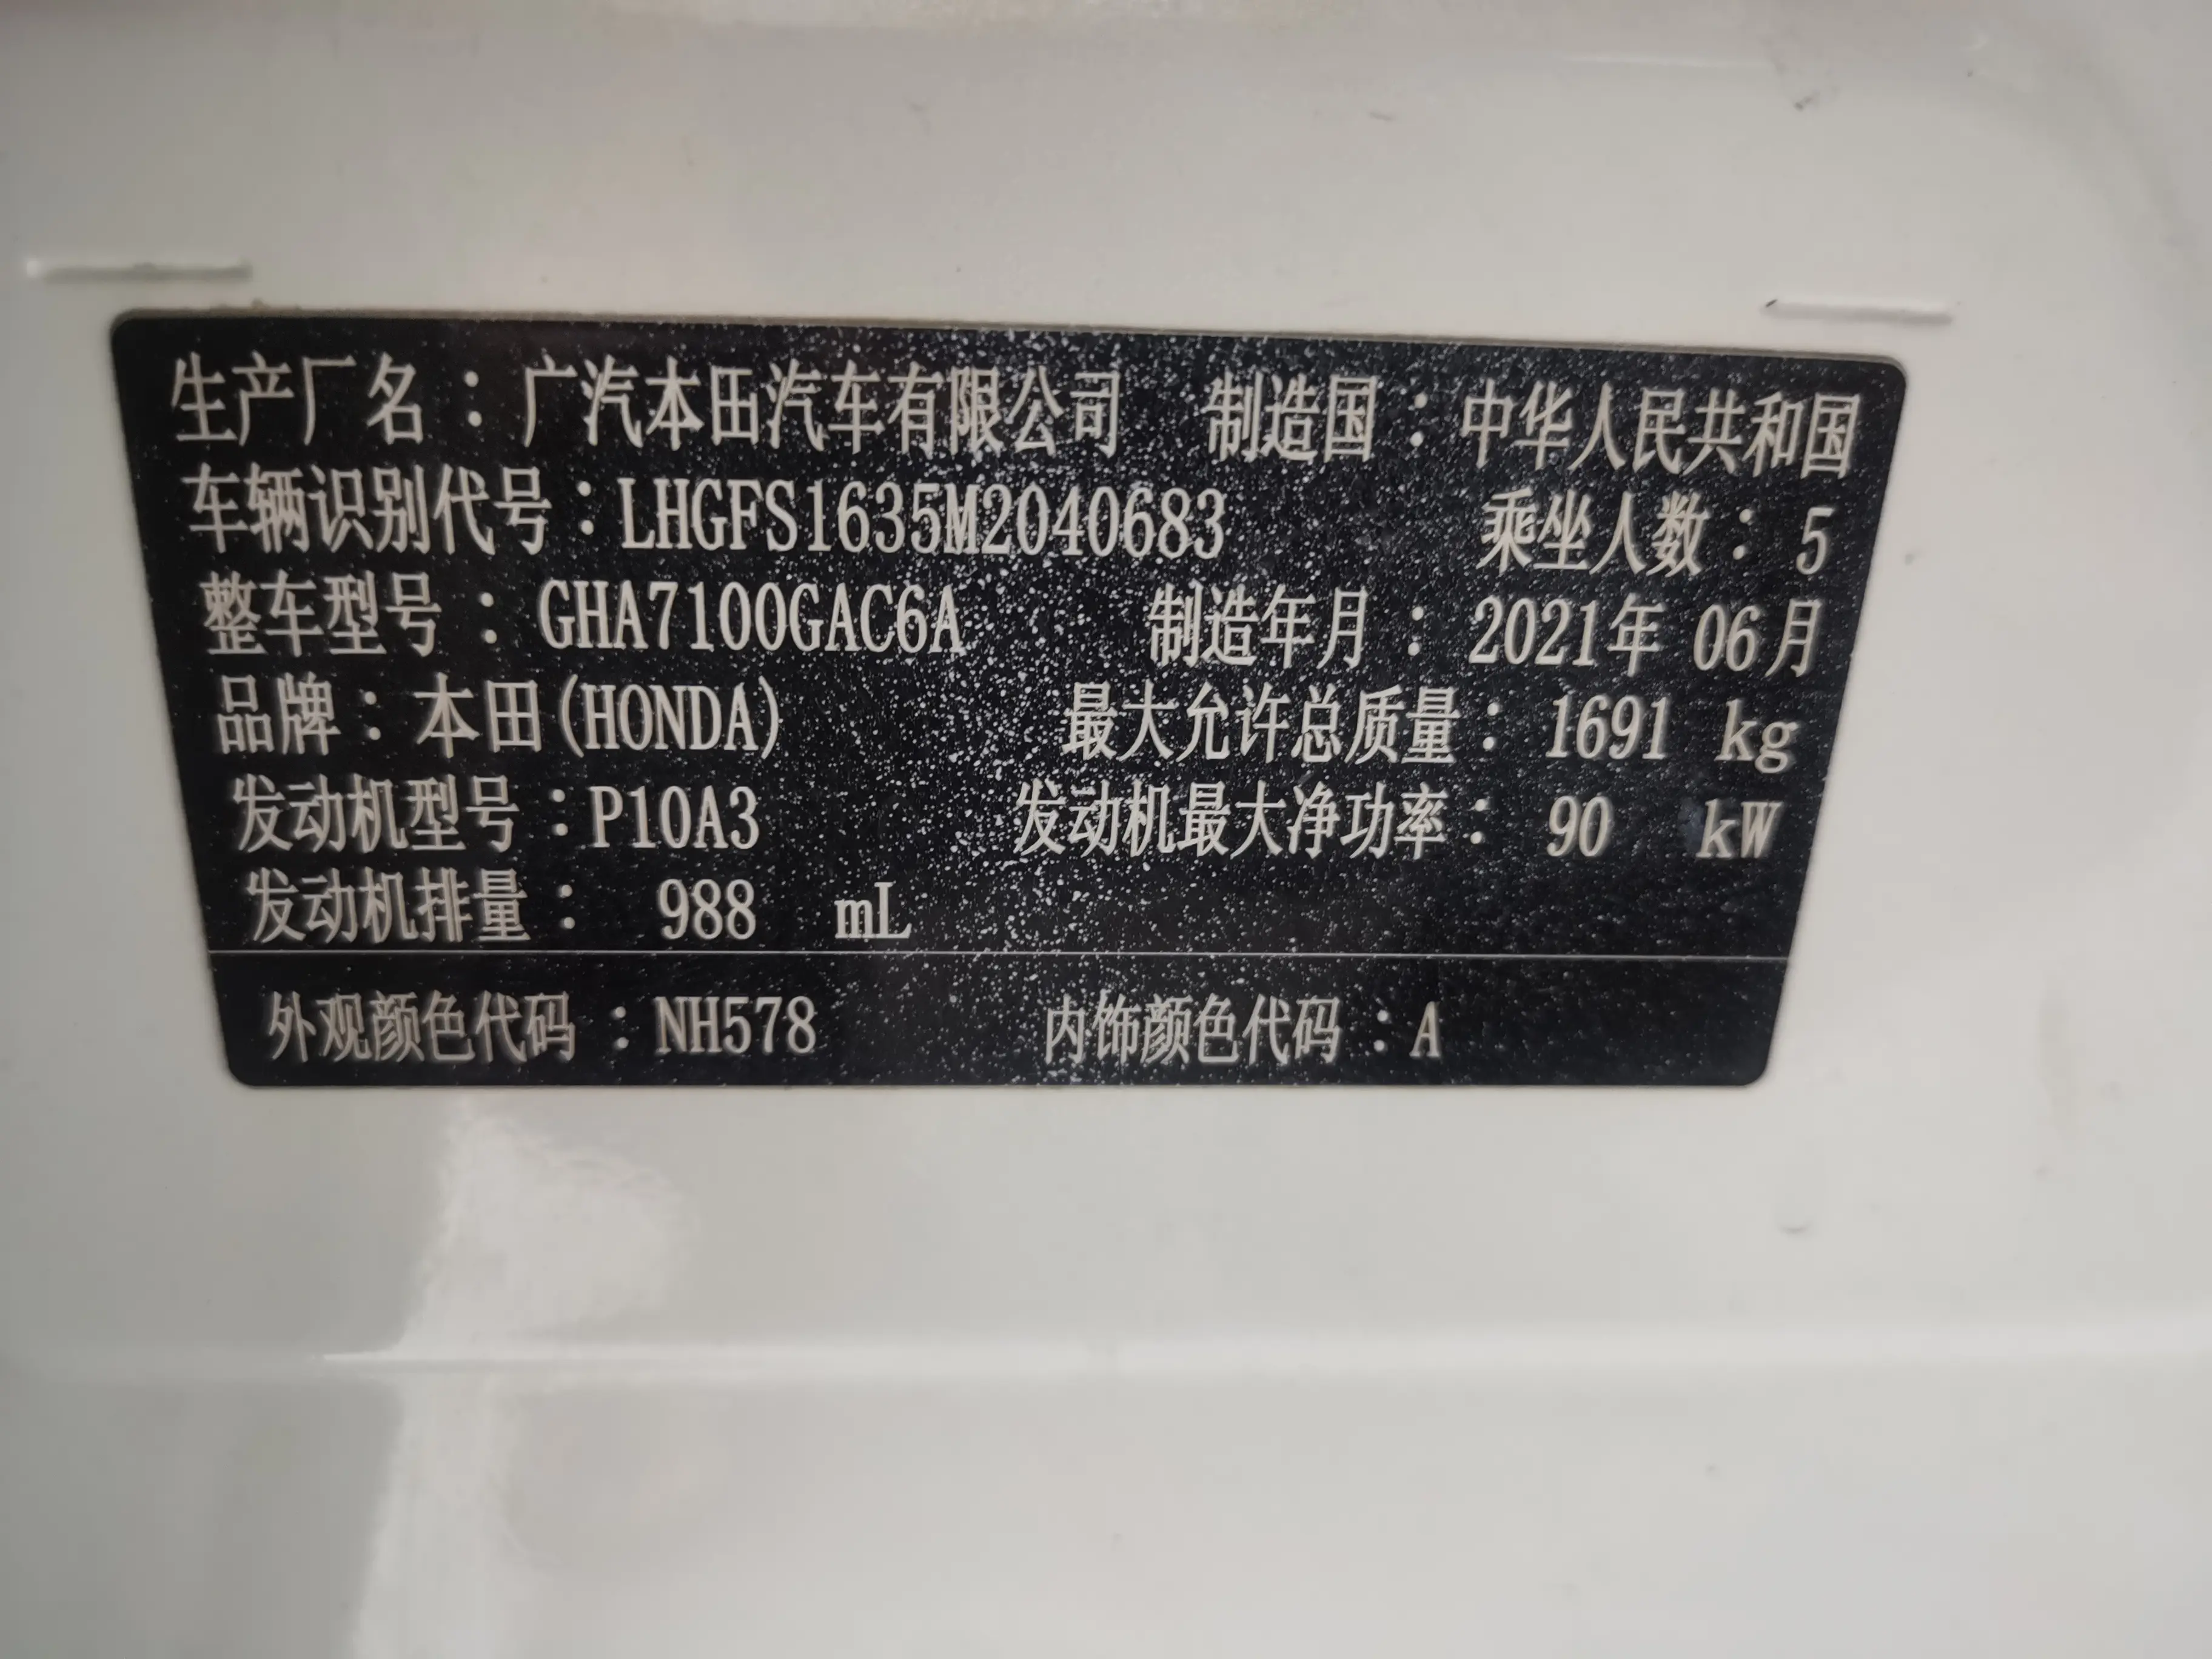 生产厂名：广汽本田汽车有限公司 制造国：中华人民共和国
车辆识别代号：LHGFS1635M2040683 乘坐人数：5
整车型号：GHA7100GAC6A 制造年月：2021年 06月
品牌：本田(HONDA) 最大允许总质量：1691 kg
发动机型号：P10A3 发动机最大净功率：90 kW
发动机排量：988 mL
外观颜色代码：NH578 内饰颜色代码：A